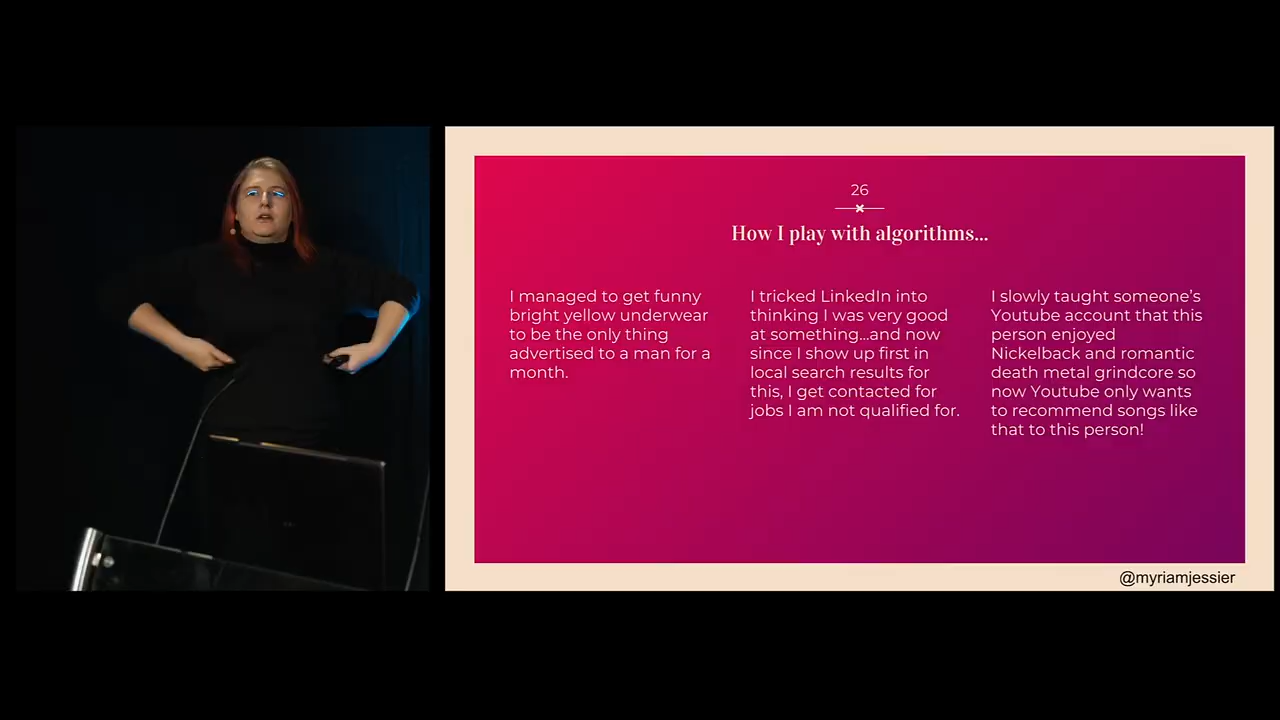 26
How I play with algorithms...
I managed to get funny
bright yellow underwear
to be the only thing
advertised to a man for a
month.
I tricked LinkedIn into
thinking I was very good
at something...and now
since I show up first in
local search results for
this, I get contacted for
jobs I am not qualified for.
I slowly taught someone’s
Youtube account that this
person enjoyed
Nickelback and romantic
death metal grindcore so
now Youtube only wants
to recommend songs like
that to this person!
@myriamjessier